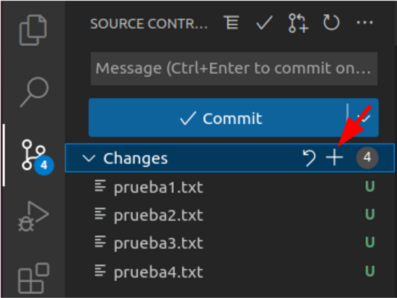 SOURCE CONTR...
Message (Ctrl+Enter to commit on...
Commit
4
Changes 4
prueba1.txt U
prueba2.txt U
prueba3.txt U
prueba4.txt U